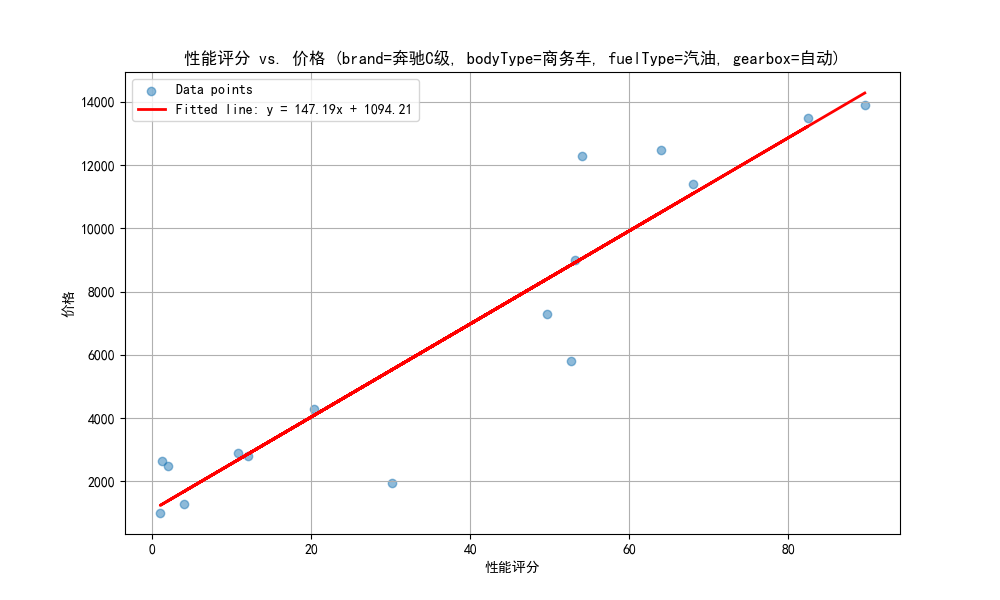 性能评分 vs. 价格 (brand=奔驰C级, bodyType=商务车, fuelType=汽油, gearbox=自动)
Data points
Fitted line: y = 147.19x + 1094.21
14000
12000
10000
8000
6000
4000
2000
价格
0 20 40 60 80
性能评分